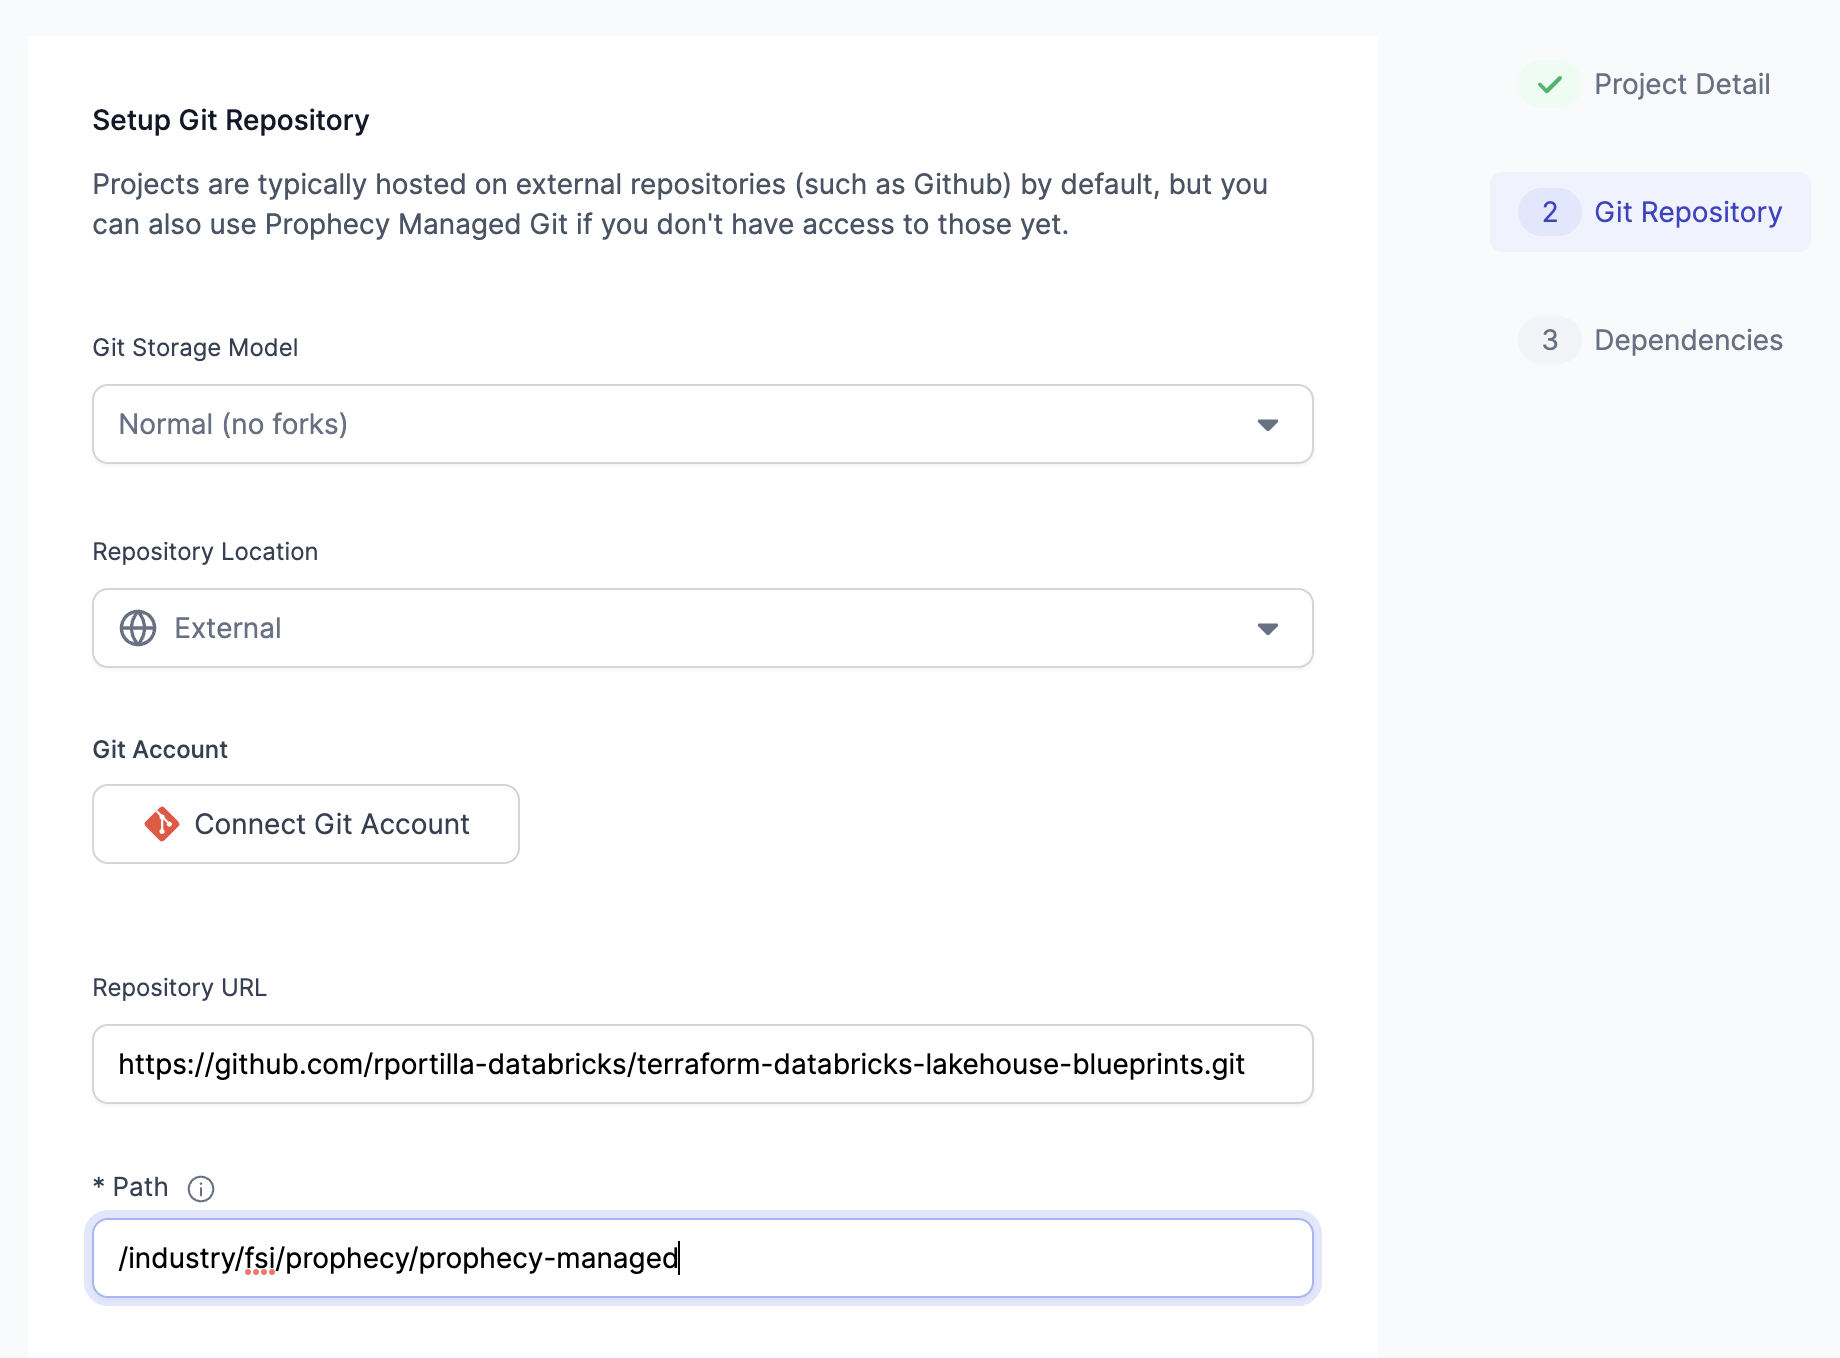 Setup Git Repository
Projects are typically hosted on external repositories (such as Github) by default, but you
can also use Prophecy Managed Git if you don't have access to those yet.
Git Storage Model
Normal (no forks)
Repository Location
External
Git Account
Connect Git Account
Repository URL
https://github.com/rportilla-databricks/terraform-databricks-lakehouse-blueprints.git
* Path
/industry/fsi/prophecy/prophecy-managed
Project Detail
2 Git Repository
3 Dependencies